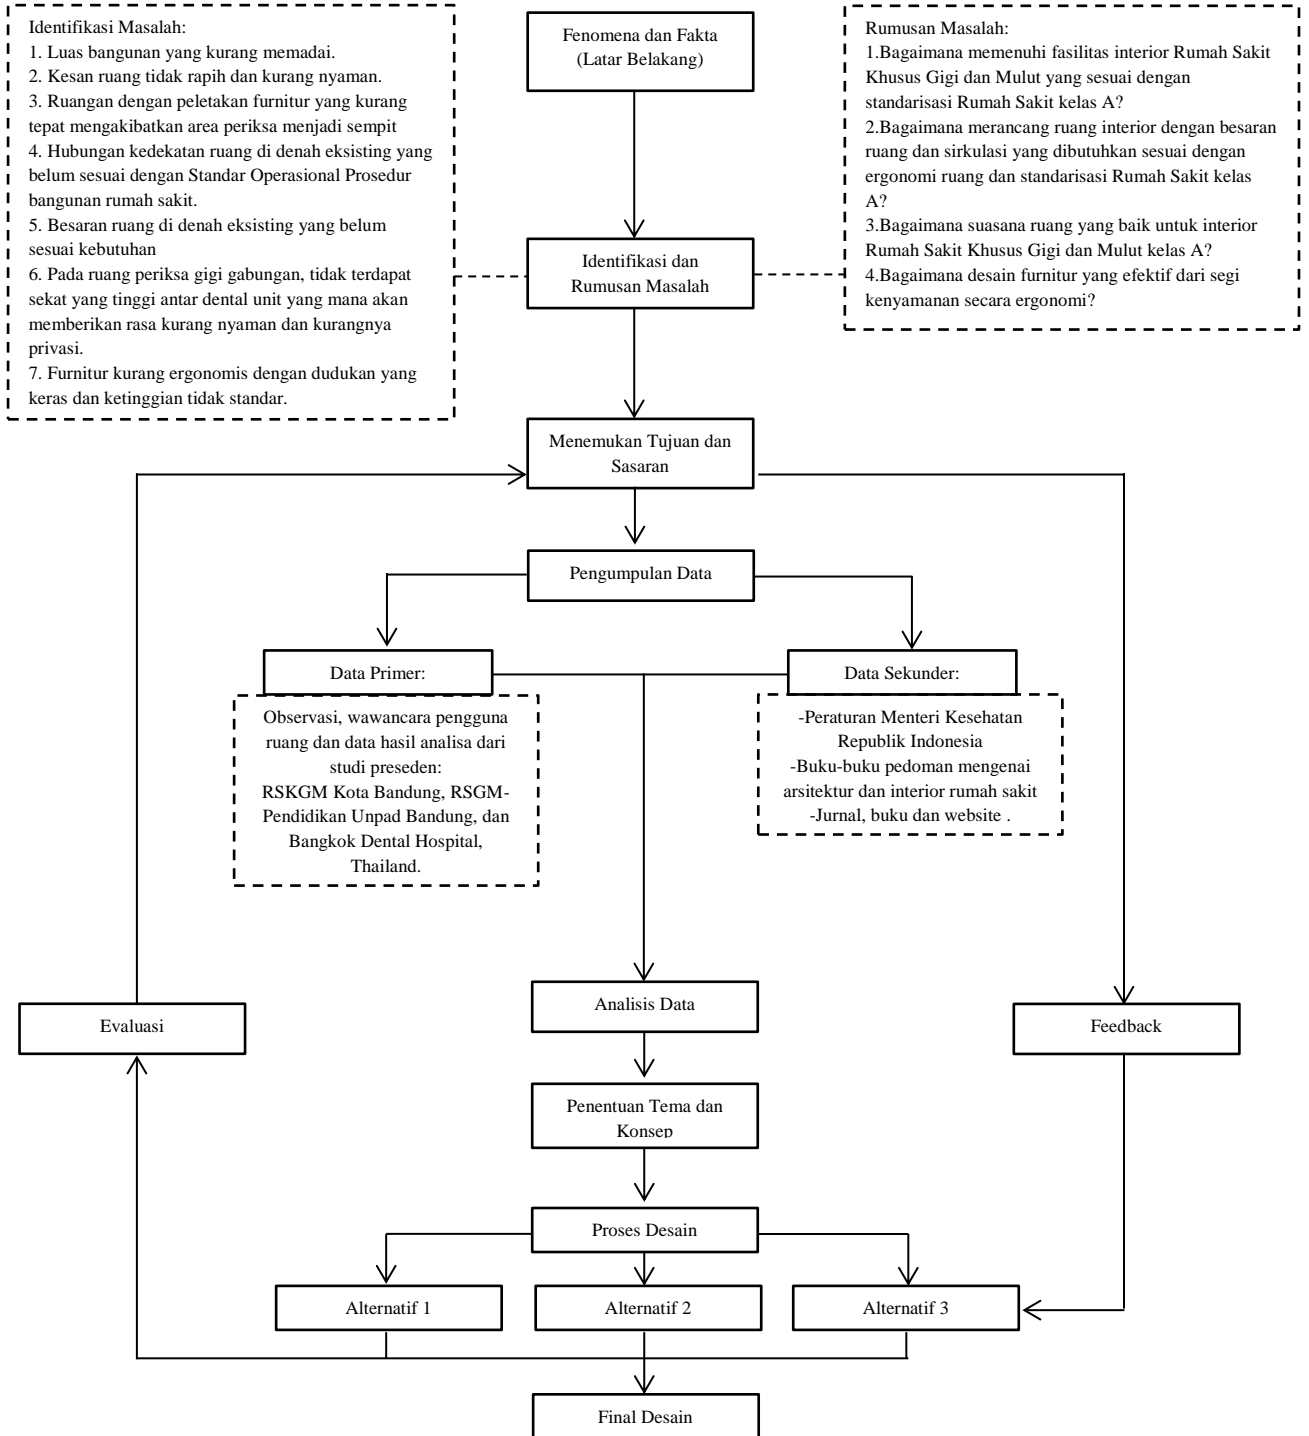 Identifikasi Masalah:
1. Luas bangunan yang kurang memadai.
2. Kesan ruang tidak rapih dan kurang nyaman.
3. Ruangan dengan peletakan furnitur yang kurang
tepat mengakibatkan area periksa menjadi sempit
4. Hubungan kedekatan ruang di denah eksisting yang
belum sesuai dengan Standar Operasional Prosedur
bangunan rumah sakit.
5. Besaran ruang di denah eksisting yang belum
sesuai kebutuhan
6. Pada ruang periksa gigi gabungan, tidak terdapat
sekat yang tinggi antar dental unit yang mana akan
memberikan rasa kurang nyaman dan kurangnya
privasi.
7. Furnitur kurang ergonomis dengan dudukan yang
keras dan ketinggian tidak standar.
Fenomena dan Fakta
(Latar Belakang)
Rumusan Masalah:
1.Bagaimana memenuhi fasilitas interior Rumah Sakit
Khusus Gigi dan Mulut yang sesuai dengan
standarisasi Rumah Sakit kelas A?
2.Bagaimana merancang ruang interior dengan besaran
ruang dan sirkulasi yang dibutuhkan sesuai dengan
ergonomi ruang dan standarisasi Rumah Sakit kelas
A?
3.Bagaimana suasana ruang yang baik untuk interior
Rumah Sakit Khusus Gigi dan Mulut kelas A?
4.Bagaimana desain furnitur yang efektif dari segi
kenyamanan secara ergonomi?
Identifikasi dan
Rumusan Masalah
Menemukan Tujuan dan
Sasaran
Pengumpulan Data
Data Primer:
Observasi, wawancara pengguna
ruang dan data hasil analisa dari
studi preseden:
RSKGM Kota Bandung, RSGM-
Pendidikan Unpad Bandung, dan
Bangkok Dental Hospital,
Thailand.
Data Sekunder:
-Peraturan Menteri Kesehatan
Republik Indonesia
-Buku-buku pedoman mengenai
arsitektur dan interior rumah sakit
-Jurnal, buku dan website .
Analisis Data
Evaluasi
Feedback
Penentuan Tema dan
Konsep
Proses Desain
Alternatif 1
Alternatif 2
Alternatif 3
Final Desain